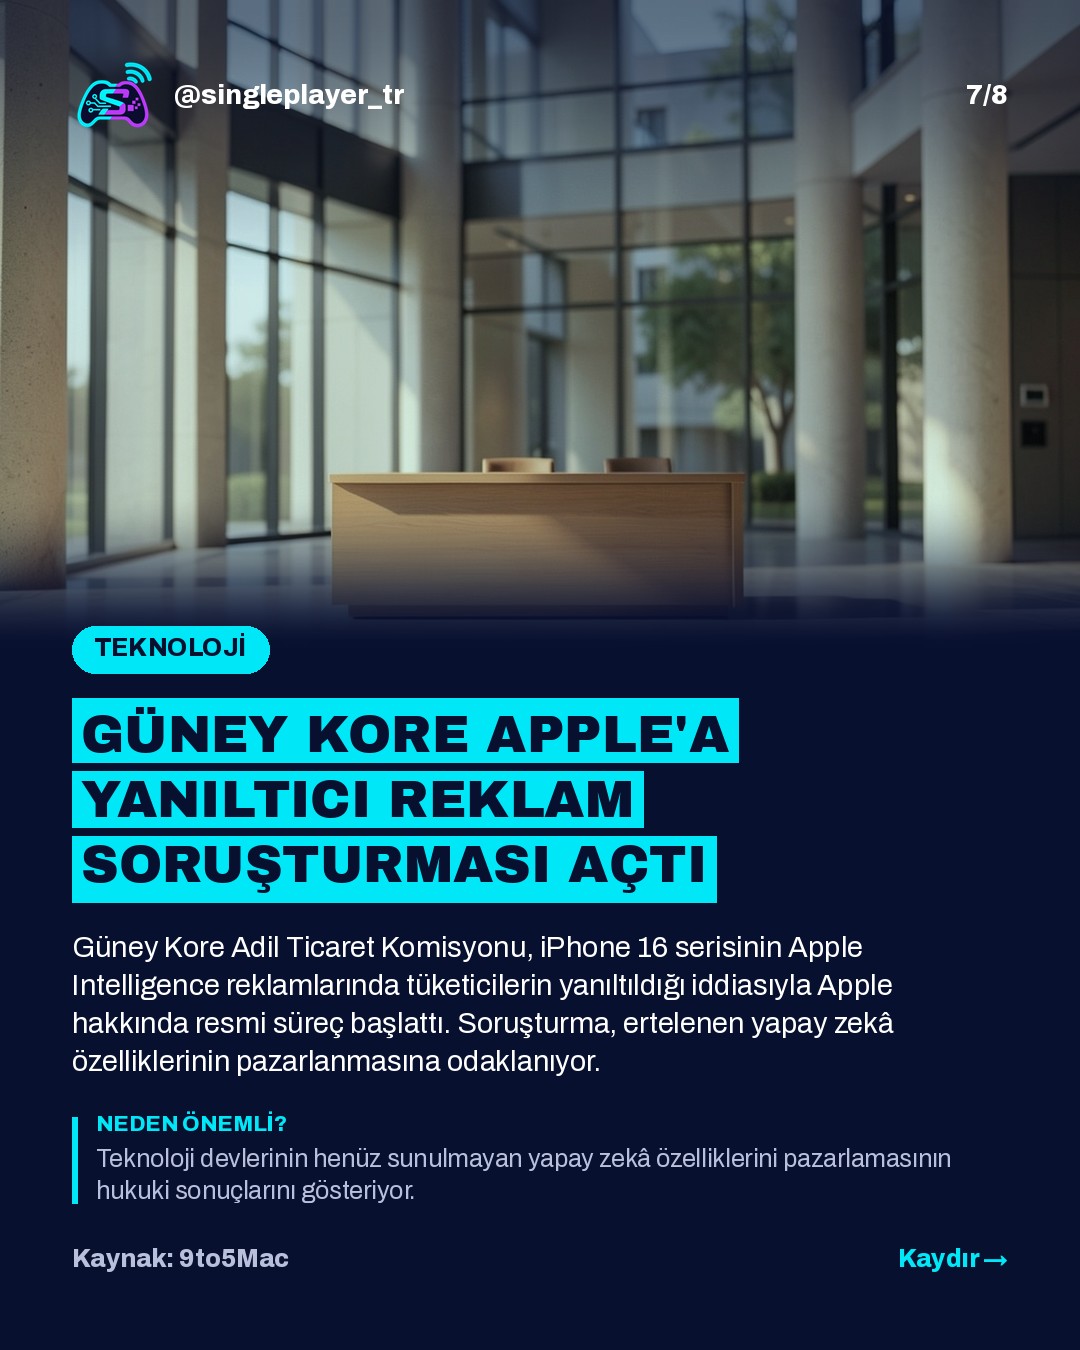 @singleplayer_tr
7/8
TEKNOLOJİ
GÜNEY KORE APPLE'A
YANILTICI REKLAM
SORUŞTURMASI AÇTI
Güney Kore Adil Ticaret Komisyonu, iPhone 16 serisinin Apple
Intelligence reklamlarında tüketicilerin yanıltıldığı iddiasıyla Apple
hakkında resmi süreç başlattı. Soruşturma, ertelenen yapay zekâ
özelliklerinin pazarlanmasına odaklanıyor.
NEDEN ÖNEMLİ?
Teknoloji devlerinin henüz sunulmayan yapay zekâ özelliklerini pazarlamasının
hukuki sonuçlarını gösteriyor.
Kaynak: 9to5Mac
Kaydır→